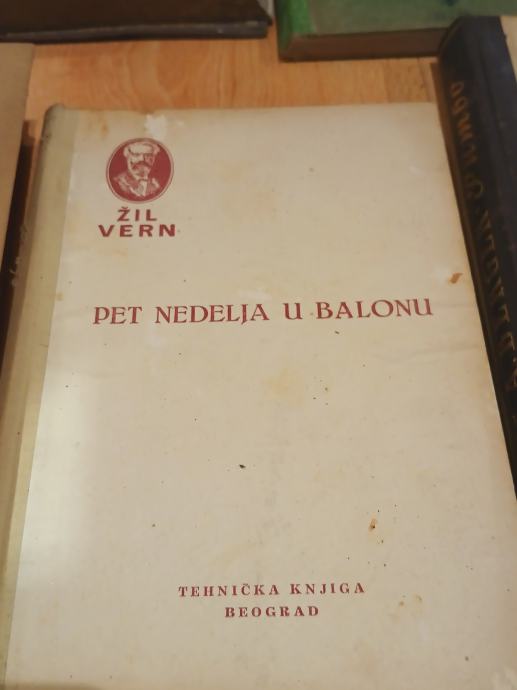 ŽIL
VERN
PET NEDELJA U BALONU
TEHNIČKA KNJIGA
BEOGRAD